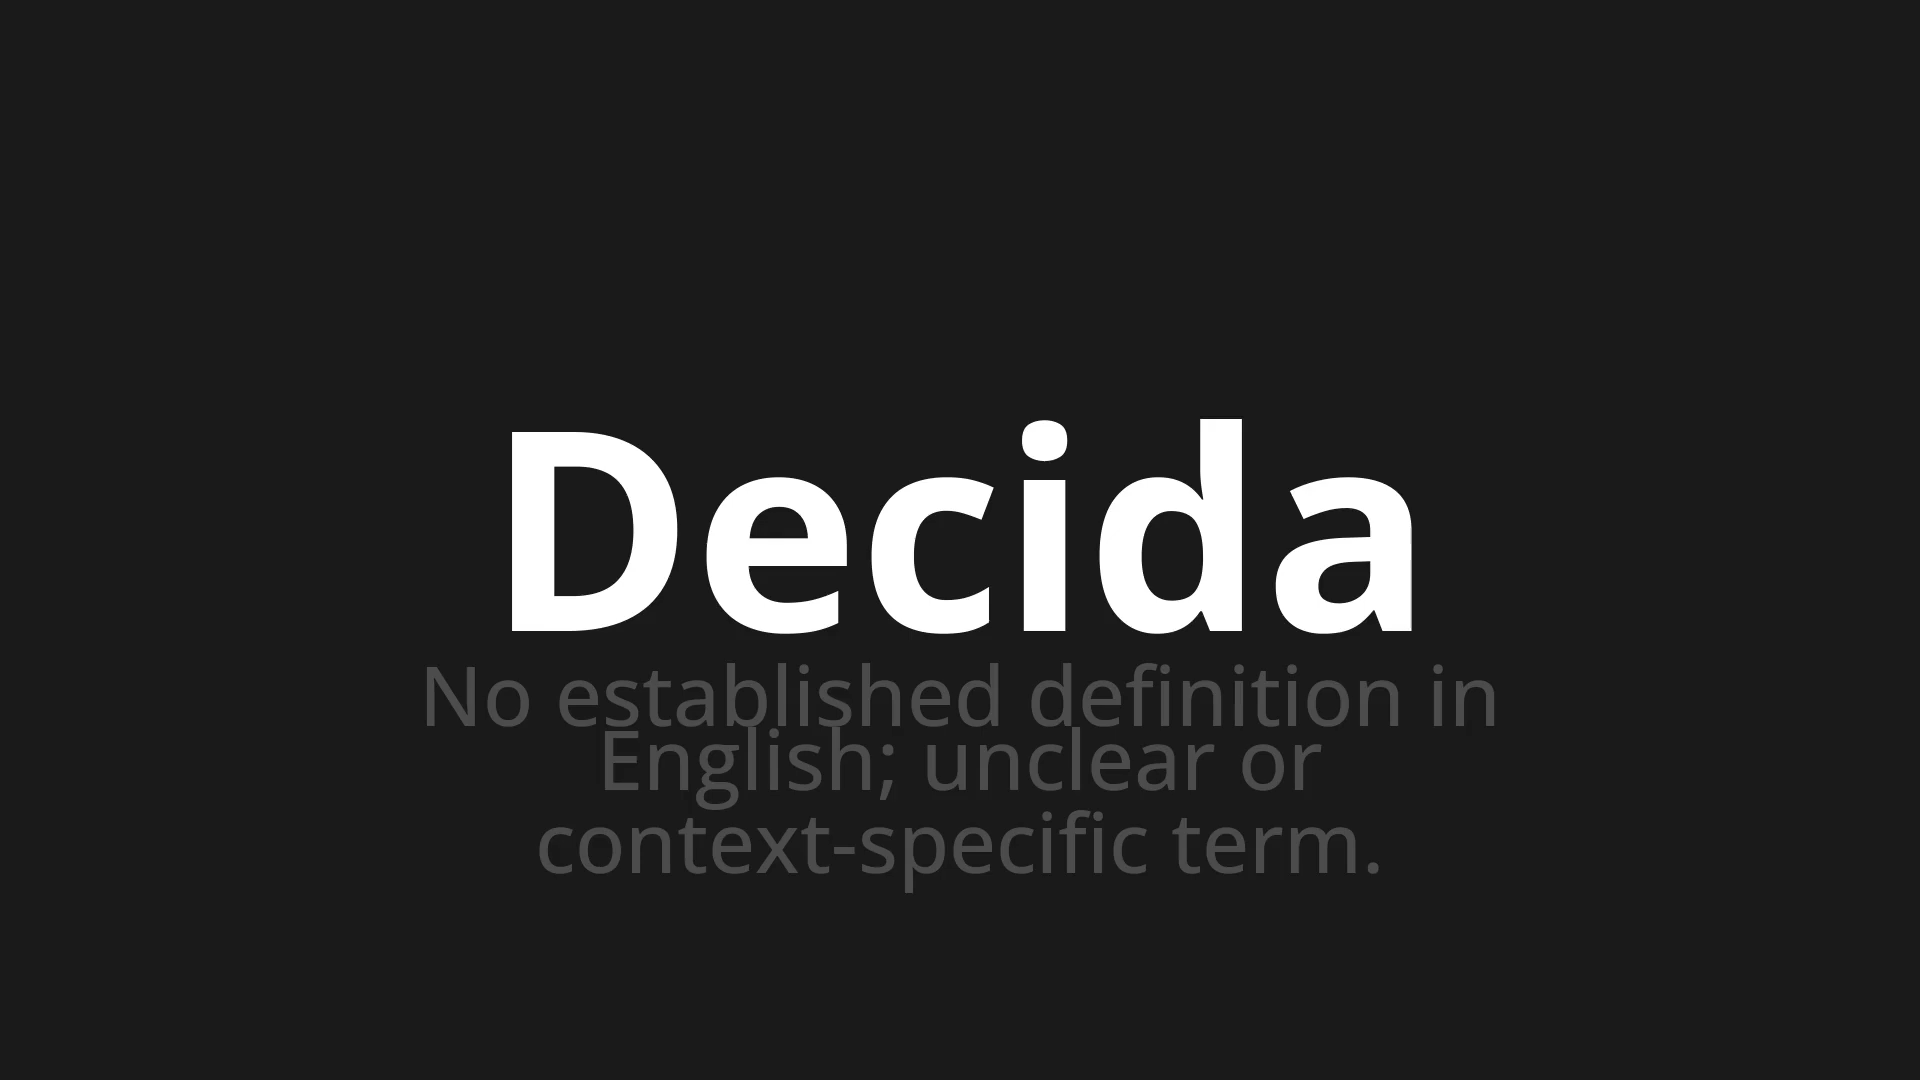 Decida
No established definition in
English; unclear or
context-specific term.